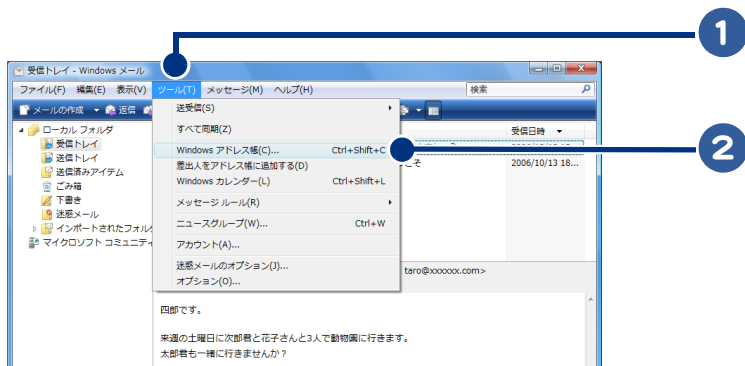 1
受信トレイ - Windows メール
ファイル(F) 編集(E) 表示(V) ツール(T) メッセージ(M) ヘルプ(H)
検索
メールの作成 返信
送受信(S)
すべて同期(Z)
Windows アドレス帳(C)... Ctrl+Shift+C
差出人をアドレス帳に追加する(D)
Windows カレンダー(L) Ctrl+Shift+L
メッセージ ルール(R)
ニュースグループ(W)... Ctrl+W
アカウント(A)...
迷惑メールのオプション(J)...
オプション(O)...
ローカル フォルダ
受信トレイ
送信トレイ
送信済みアイテム
ごみ箱
下書き
迷惑メール
インポートされたフォル
マイクロソフト コミュニティ
受信日時
2
こそ 2006/10/13 18...
taro@xxxxxx.com>
四郎です。
来週の土曜日に次郎君と花子さんと3人で動物園に行きます。
太郎君も一緒に行きませんか？